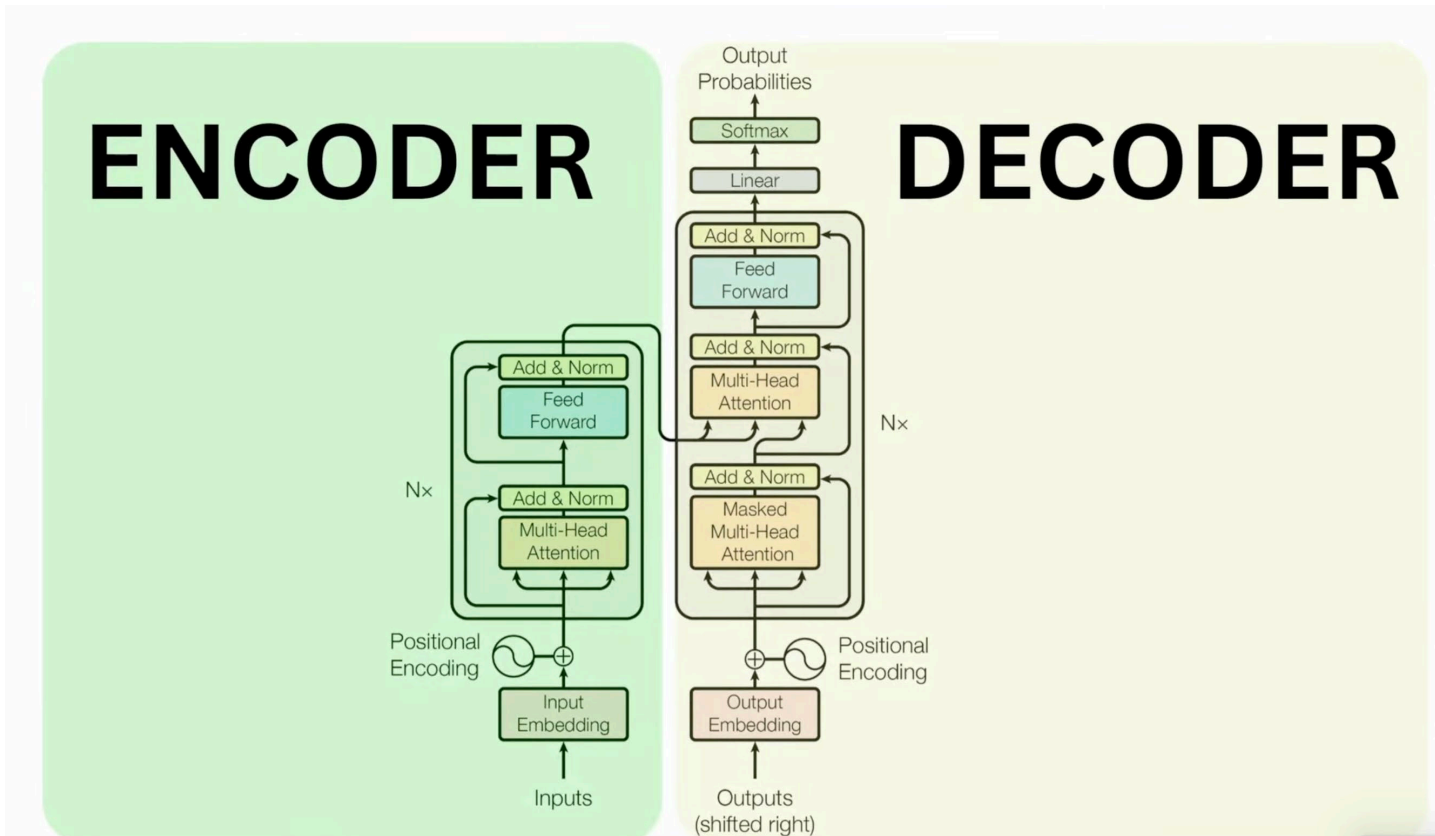 ENCODER
DECODER
Output
Probabilities
Softmax
Linear
Add & Norm
Feed
Forward
Add & Norm
Multi-Head
Attention
Nx
Add & Norm
Masked
Multi-Head
Attention
Positional
Encoding
Output
Embedding
Outputs
(shifted right)
Add & Norm
Feed
Forward
Nx
Add & Norm
Multi-Head
Attention
Positional
Encoding
Input
Embedding
Inputs